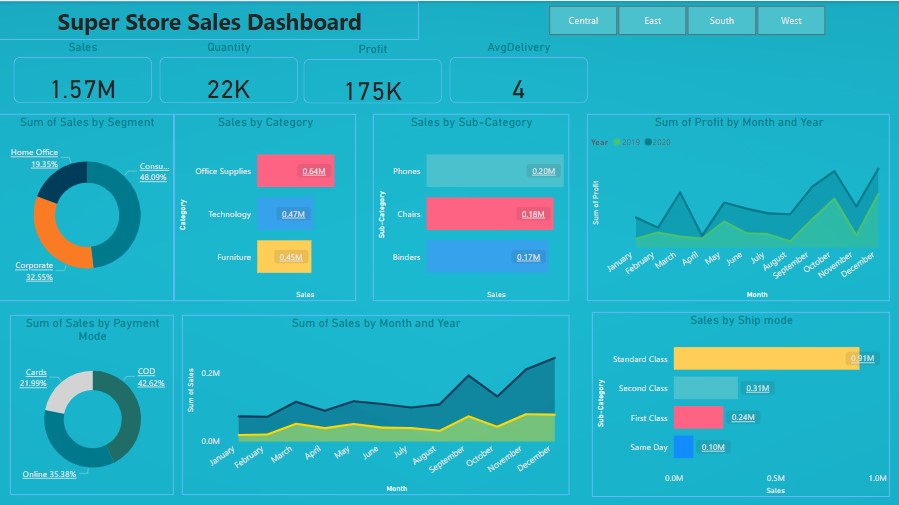 Super Store Sales Dashboard
Central
East
South
West
Sales
Quantity
Profit
AvgDelivery
1.57M
22K
175K
4
Sum of Sales by Segment
Home Office
19.35%
Consu...
48.09%
Corporate
32.55%
Sales by Category
Category
Office Supplies
0.64M
Technology
0.47M
Furniture
0.45M
Sales
Sales by Sub-Category
Sub-Category
Phones
0.20M
Chairs
0.18M
Binders
0.17M
Sales
Sum of Profit by Month and Year
Year 2019 2020
Sum of Profit
January
February
March
April
May
June
July
August
September
October
November
December
Month
Sum of Sales by Payment
Mode
Cards
21.99%
COD
42.62%
Online 35.38%
Sum of Sales by Month and Year
Sum of Sales
0.2M
0.0M
January
February
March
April
May
June
July
August
September
October
November
December
Month
Sales by Ship mode
Sub-Category
Standard Class
0.91M
Second Class
0.31M
First Class
0.24M
Same Day
0.10M
0.0M
0.5M
1.0M
Sales